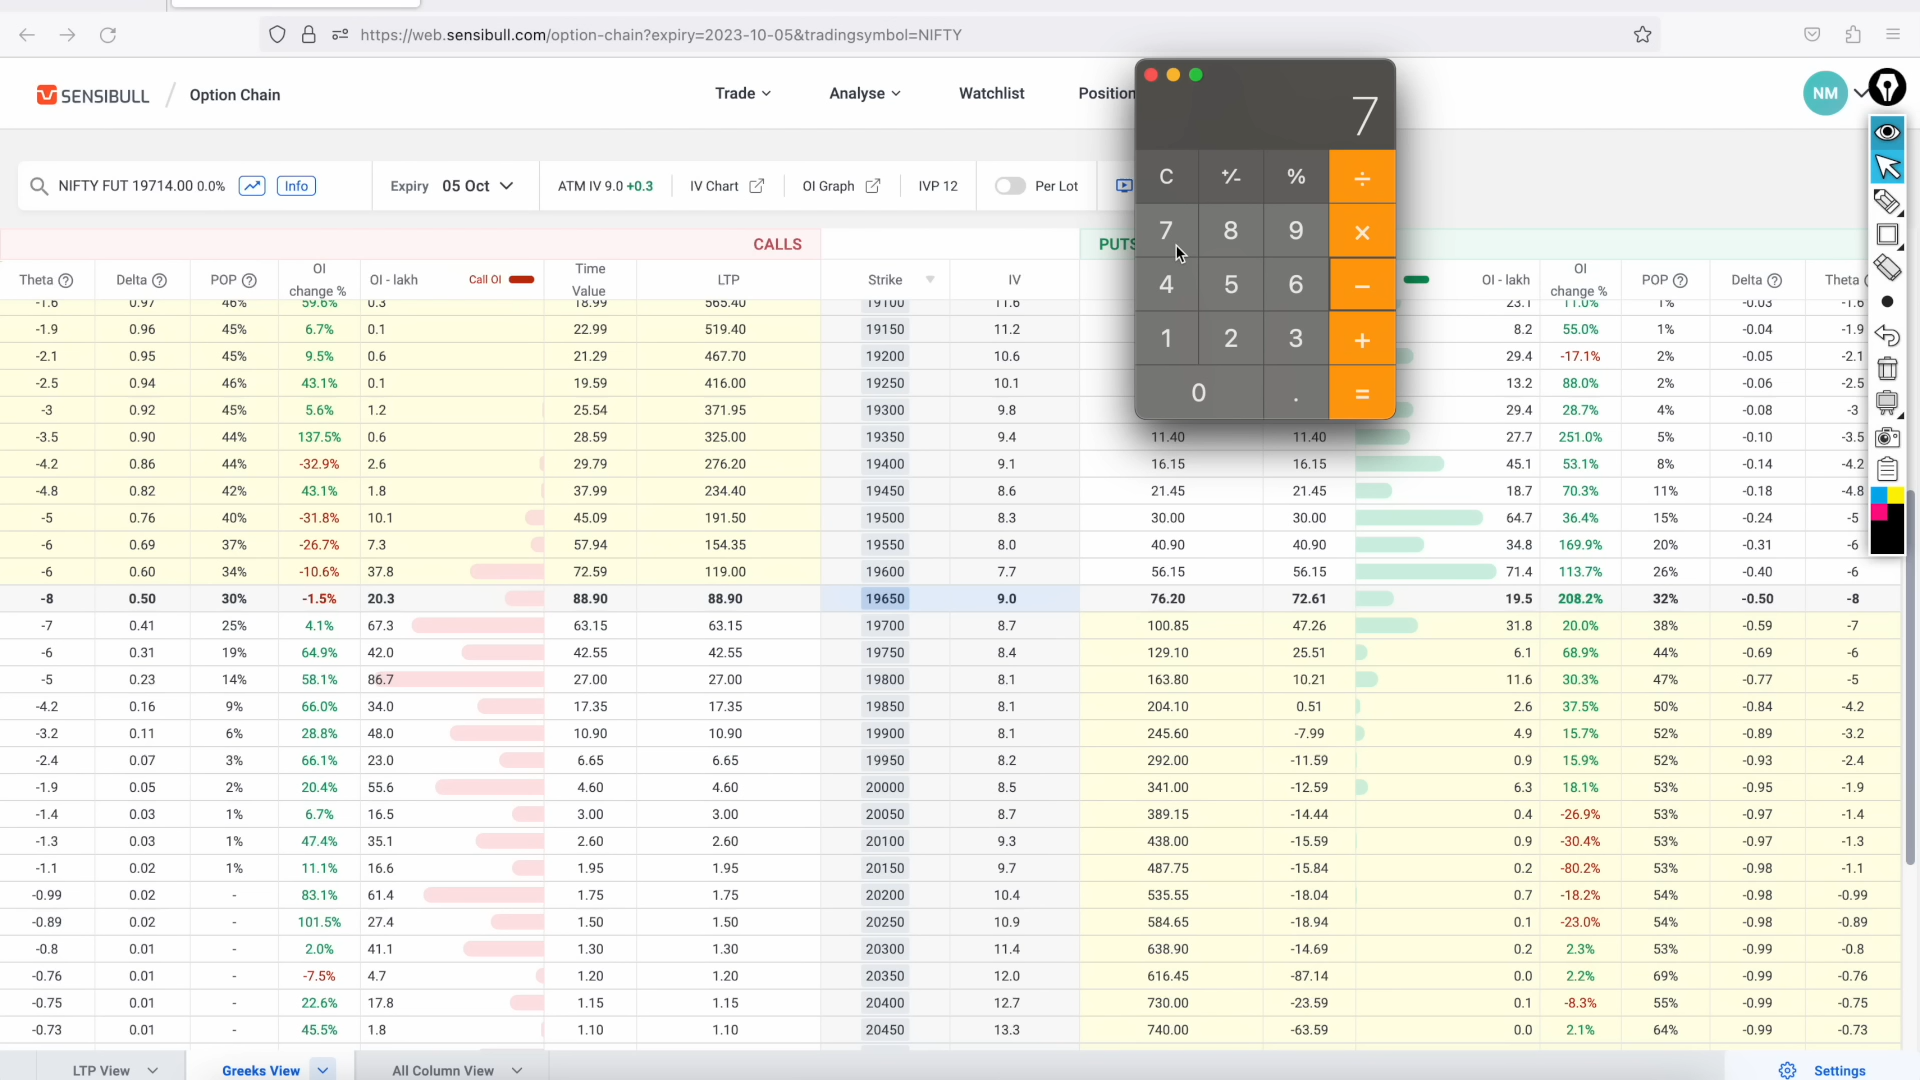 https://web.sensibull.com/option-chain?expiry=2023-10-05&tradingsymbol=NIFTY
SENSIBULL / Option Chain Trade Analyse Watchlist Position NM
NIFTY FUT 19714.00 0.0% Info Expiry 05 Oct ATM IV 9.0 +0.3 IV Chart OI Graph IVP 12 Per Lot
7
C +/- % ÷
7 8 9 ×
4 5 6 −
1 2 3 +
0 . =
CALLS PUTS
Theta Delta POP OI change % OI - lakh Call OI Time Value LTP Strike IV OI - lakh OI change % POP Delta Theta
-1.6 0.97 46% 59.6% 0.3 18.99 565.40 19100 11.6 23.1 11.0% 1% -0.03 -1.6
-1.9 0.96 45% 6.7% 0.1 22.99 519.40 19150 11.2 8.2 55.0% 1% -0.04 -1.9
-2.1 0.95 45% 9.5% 0.6 21.29 467.70 19200 10.6 29.4 -17.1% 2% -0.05 -2.1
-2.5 0.94 46% 43.1% 0.1 19.59 416.00 19250 10.1 13.2 88.0% 2% -0.06 -2.5
-3 0.92 45% 5.6% 1.2 25.54 371.95 19300 9.8 29.4 28.7% 4% -0.08 -3
-3.5 0.90 44% 137.5% 0.6 28.59 325.00 19350 9.4 11.40 11.40 27.7 251.0% 5% -0.10 -3.5
-4.2 0.86 44% -32.9% 2.6 29.79 276.20 19400 9.1 16.15 16.15 45.1 53.1% 8% -0.14 -4.2
-4.8 0.82 42% 43.1% 1.8 37.99 234.40 19450 8.6 21.45 21.45 18.7 70.3% 11% -0.18 -4.8
-5 0.76 40% -31.8% 10.1 45.09 191.50 19500 8.3 30.00 30.00 64.7 36.4% 15% -0.24 -5
-6 0.69 37% -26.7% 7.3 57.94 154.35 19550 8.0 40.90 40.90 34.8 169.9% 20% -0.31 -6
-6 0.60 34% -10.6% 37.8 72.59 119.00 19600 7.7 56.15 56.15 71.4 113.7% 26% -0.40 -6
-8 0.50 30% -1.5% 20.3 88.90 88.90 19650 9.0 76.20 72.61 19.5 208.2% 32% -0.50 -8
-7 0.41 25% 4.1% 67.3 63.15 63.15 19700 8.7 100.85 47.26 31.8 20.0% 38% -0.59 -7
-6 0.31 19% 64.9% 42.0 42.55 42.55 19750 8.4 129.10 25.51 6.1 68.9% 44% -0.69 -6
-5 0.23 14% 58.1% 86.7 27.00 27.00 19800 8.1 163.80 10.21 11.6 30.3% 47% -0.77 -5
-4.2 0.16 9% 66.0% 34.0 17.35 17.35 19850 8.1 204.10 0.51 2.6 37.5% 50% -0.84 -4.2
-3.2 0.11 6% 28.8% 48.0 10.90 10.90 19900 8.1 245.60 -7.99 4.9 15.7% 52% -0.89 -3.2
-2.4 0.07 3% 66.1% 23.0 6.65 6.65 19950 8.2 292.00 -11.59 0.9 15.9% 52% -0.93 -2.4
-1.9 0.05 2% 20.4% 55.6 4.60 4.60 20000 8.5 341.00 -12.59 6.3 18.1% 53% -0.95 -1.9
-1.4 0.03 1% 6.7% 16.5 3.00 3.00 20050 8.7 389.15 -14.44 0.4 -26.9% 53% -0.97 -1.4
-1.3 0.03 1% 47.4% 35.1 2.60 2.60 20100 9.3 438.00 -15.59 0.9 -30.4% 53% -0.97 -1.3
-1.1 0.02 1% 11.1% 16.6 1.95 1.95 20150 9.7 487.75 -15.84 0.2 -80.2% 53% -0.98 -1.1
-0.99 0.02 - 83.1% 61.4 1.75 1.75 20200 10.4 535.55 -18.04 0.7 -18.2% 54% -0.98 -0.99
-0.89 0.02 - 101.5% 27.4 1.50 1.50 20250 10.9 584.65 -18.94 0.1 -23.0% 54% -0.98 -0.89
-0.8 0.01 - 2.0% 41.1 1.30 1.30 20300 11.4 638.90 -14.69 0.2 2.3% 53% -0.99 -0.8
-0.76 0.01 - -7.5% 4.7 1.20 1.20 20350 12.0 616.45 -87.14 0.0 2.2% 69% -0.99 -0.76
-0.75 0.01 - 22.6% 17.8 1.15 1.15 20400 12.7 730.00 -23.59 0.1 -8.3% 55% -0.99 -0.75
-0.73 0.01 - 45.5% 1.8 1.10 1.10 20450 13.3 740.00 -63.59 0.0 2.1% 64% -0.99 -0.73
LTP View Greeks View All Column View Settings